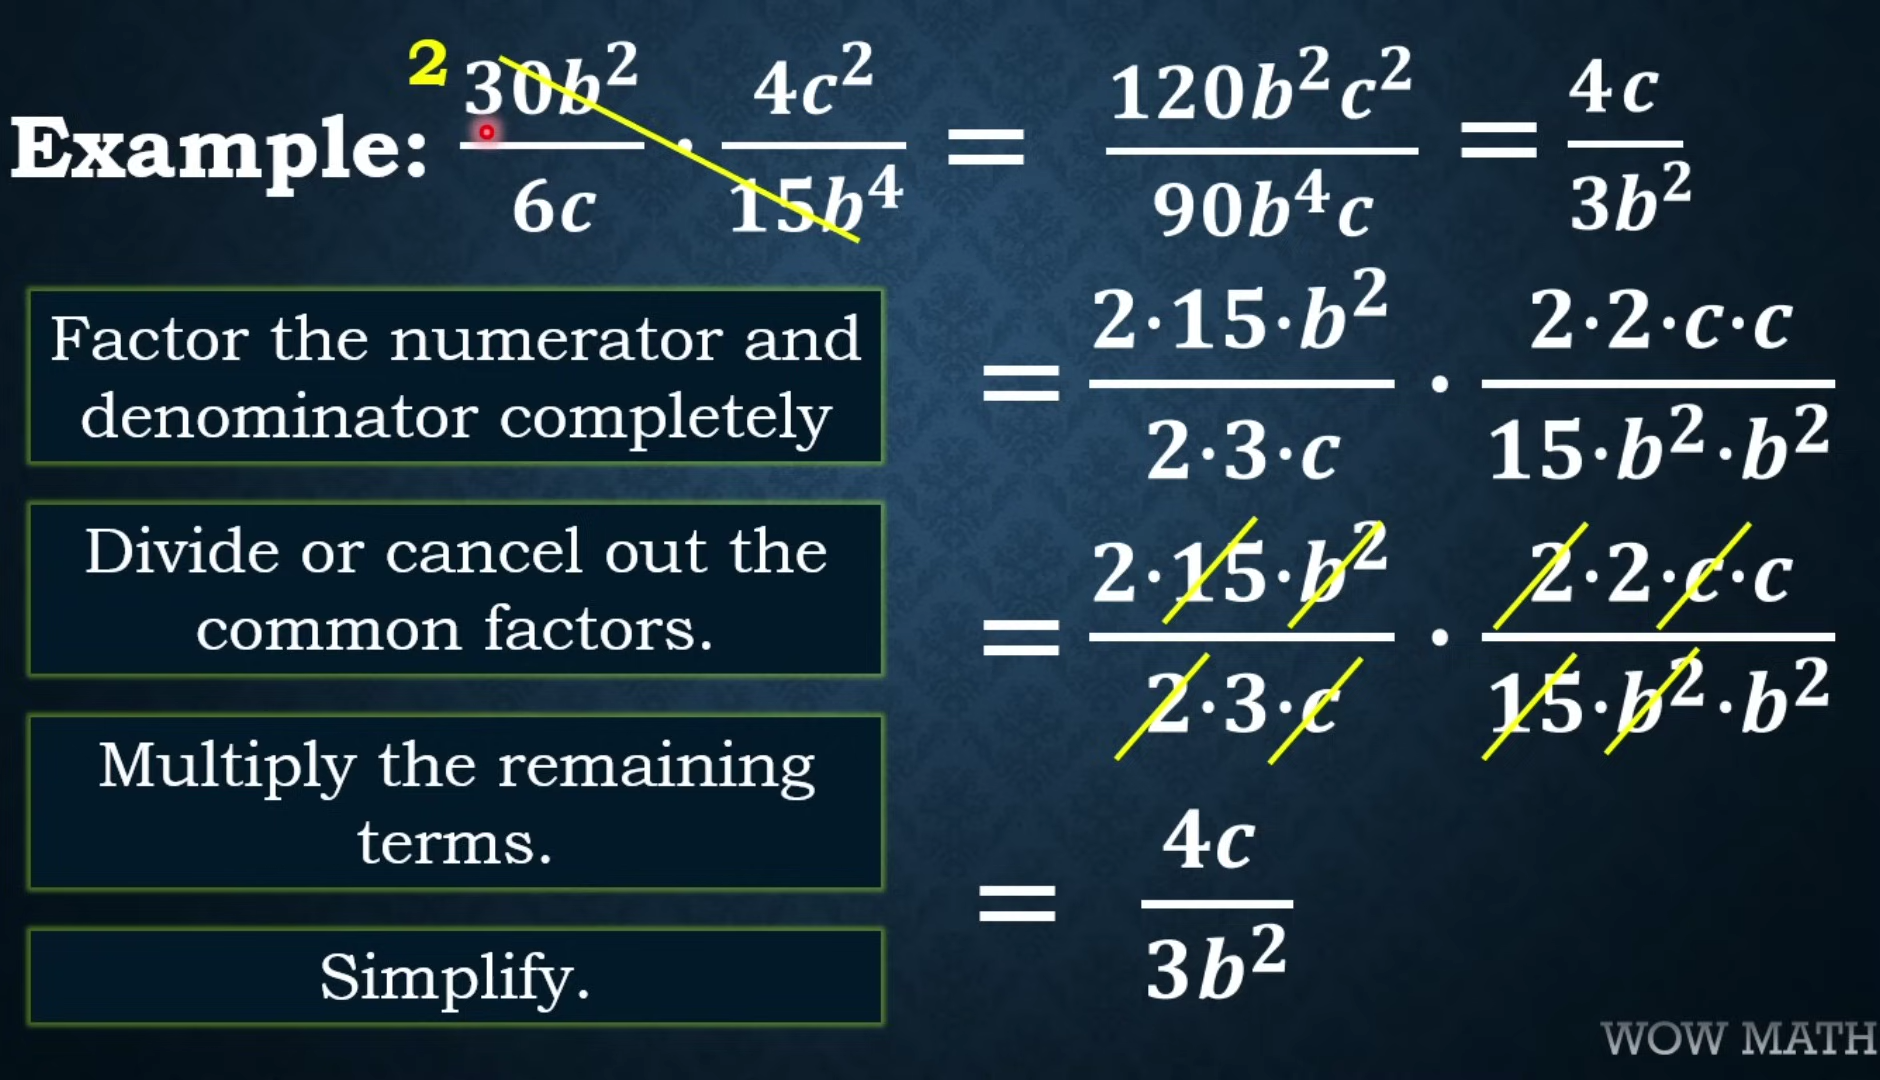 2
Example: 30b²/6c · 4c²/15b⁴ = 120b²c²/90b⁴c = 4c/3b²
Factor the numerator and
denominator completely
= 2·15·b²/2·3·c · 2·2·c·c/15·b²·b²
Divide or cancel out the
common factors.
= 2·15·b²/2·3·c · 2·2·c·c/15·b²·b²
Multiply the remaining
terms.
= 4c/3b²
Simplify.
WOW MATH